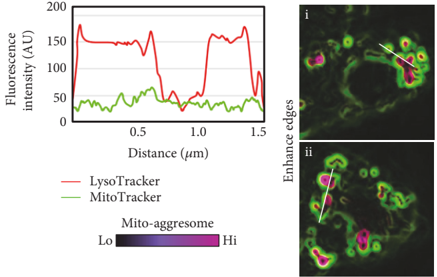 200
150
100
50
0
Fluorescence
intensity (AU)
0.5
1.0
1.5
Distance (μm)
LysoTracker
MitoTracker
Mito-aggresome
Lo
Hi
Enhance edges
i
ii